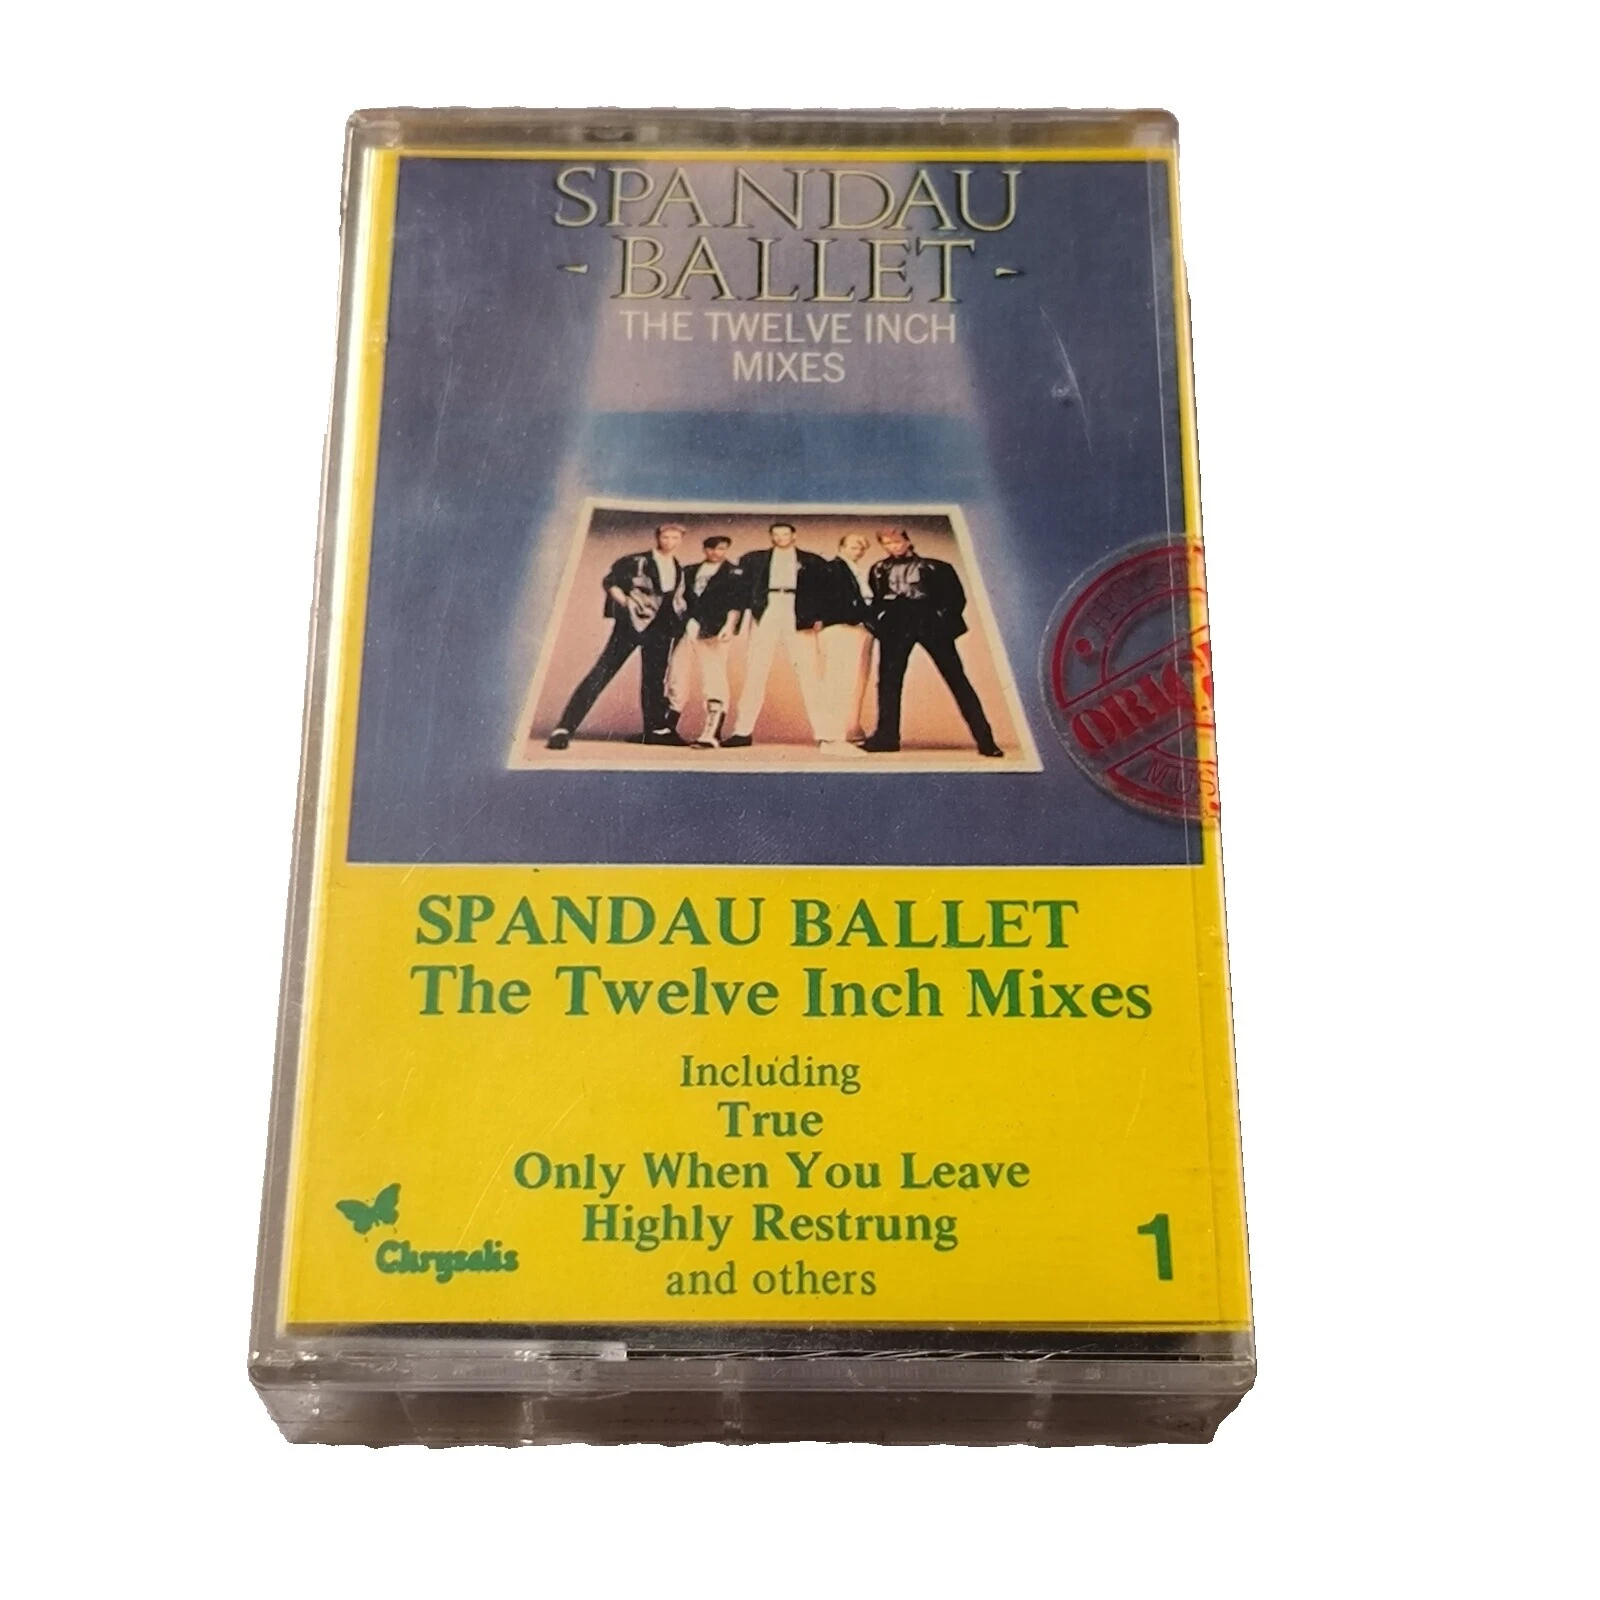 SPANDAU
- BALLET -
THE TWELVE INCH
MIXES
SPANDAU BALLET
The Twelve Inch Mixes
Including
True
Only When You Leave
Highly Restrung
and others
Chrysalis
1